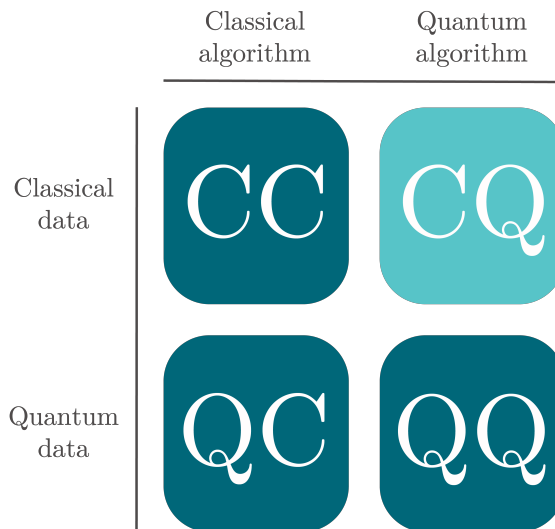 Classical Quantum
algorithm algorithm
Classical
data
CC CQ
Quantum
data
QC QQ